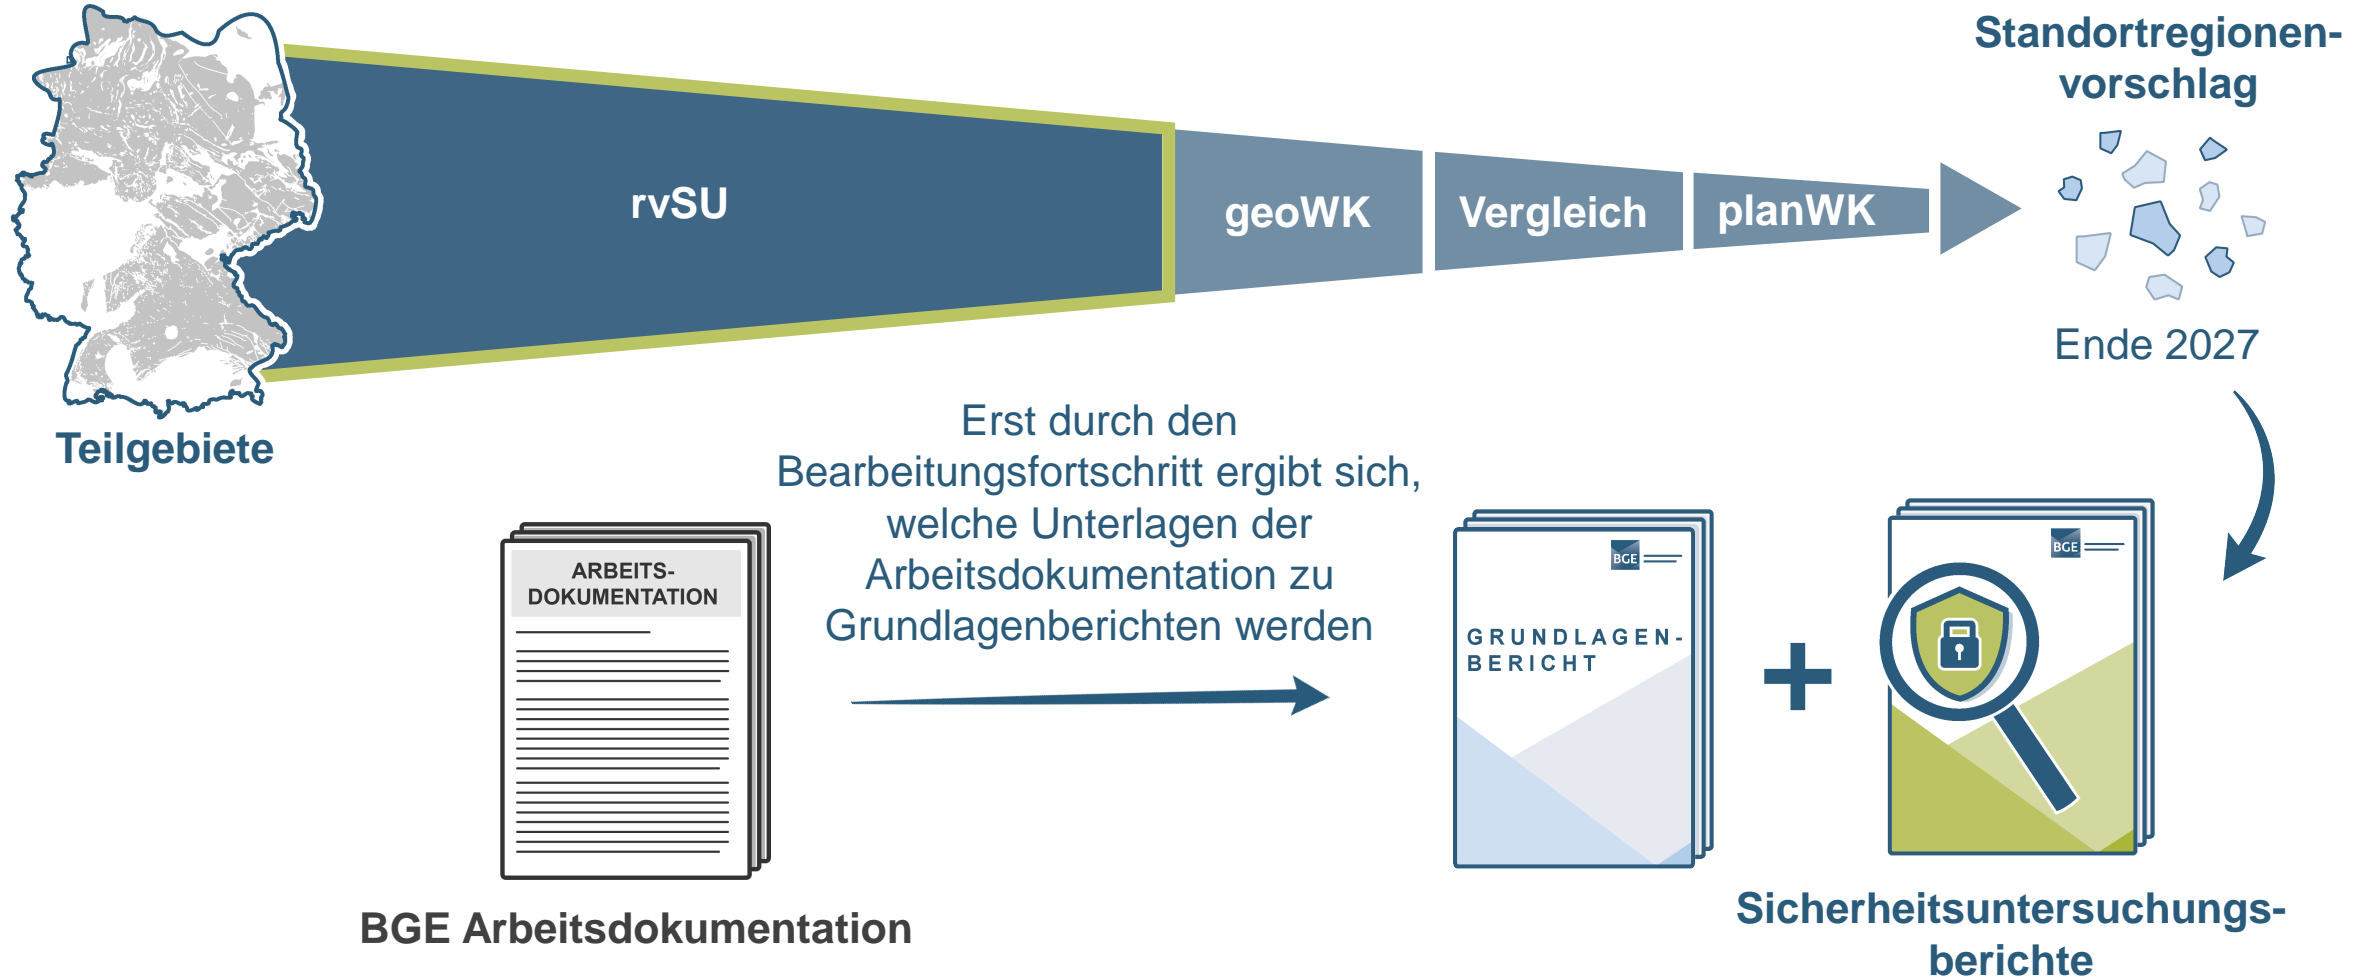 Standortregionen-
vorschlag
rvSU
geoWK
Vergleich
planWK
Ende 2027
Teilgebiete
Erst durch den
Bearbeitungsfortschritt ergibt sich,
welche Unterlagen der
Arbeitsdokumentation zu
Grundlagenberichten werden
ARBEITS-
DOKUMENTATION
BGE Arbeitsdokumentation
BGE
GRUNDLAGEN-
BERICHT
+
BGE
Sicherheitsuntersuchungs-
berichte